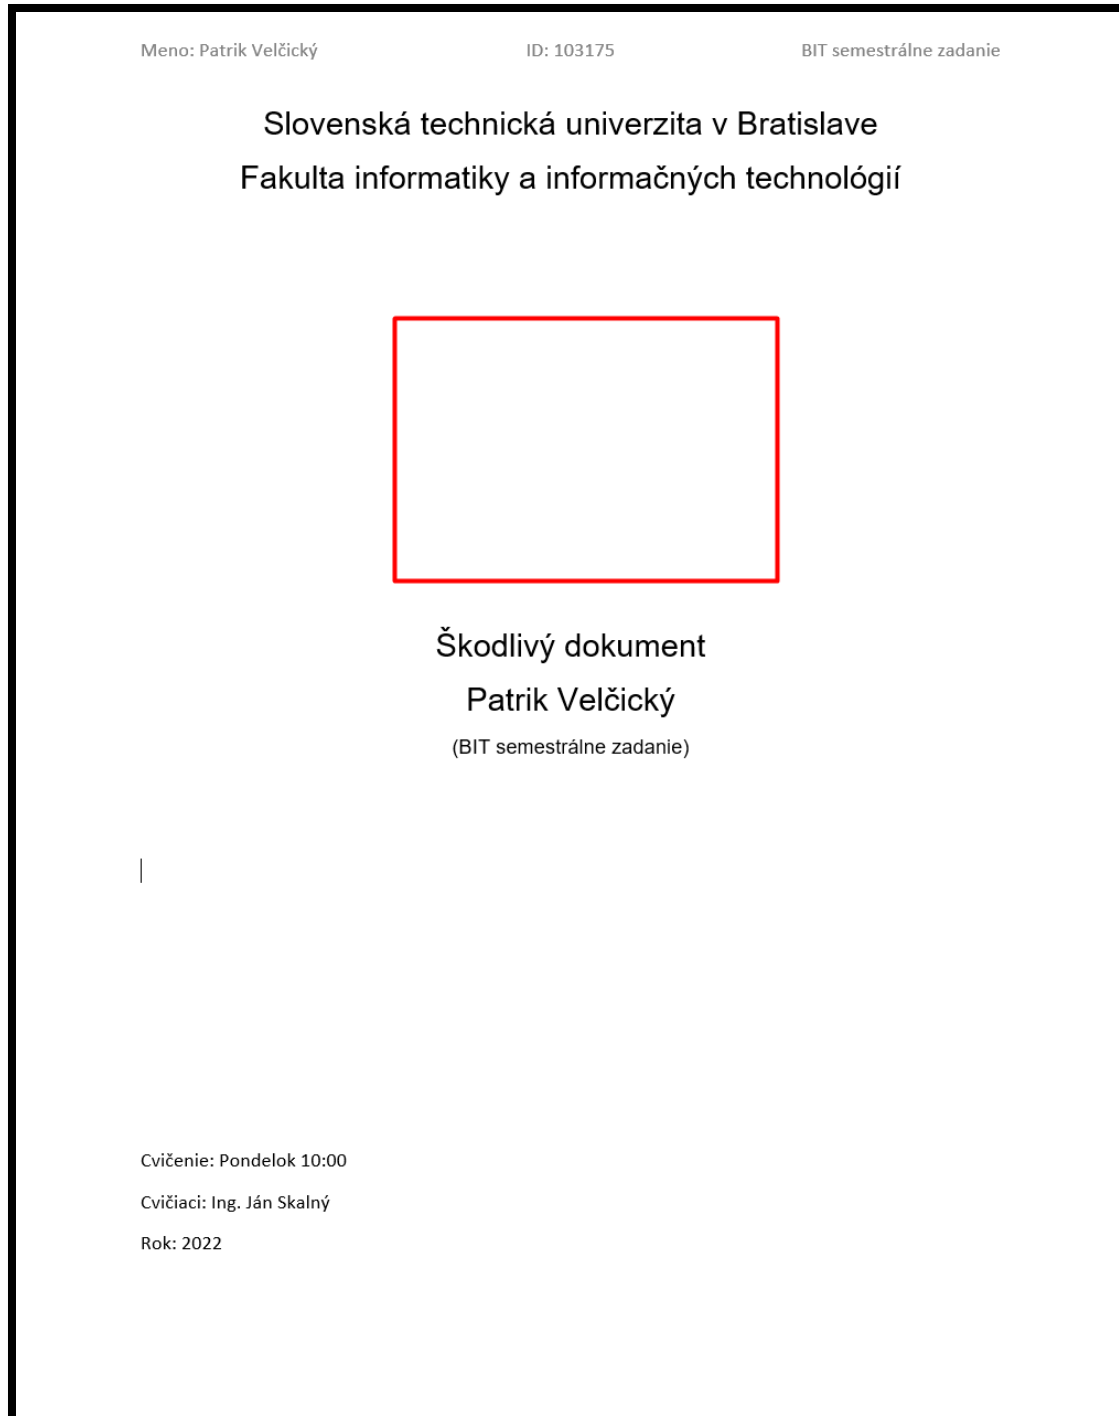 Meno: Patrik Velčický ID: 103175 BIT semestrálne zadanie
Slovenská technická univerzita v Bratislave
Fakulta informatiky a informačných technológií
Škodlivý dokument
Patrik Velčický
(BIT semestrálne zadanie)
Cvičenie: Pondelok 10:00
Cvičiaci: Ing. Ján Skalný
Rok: 2022